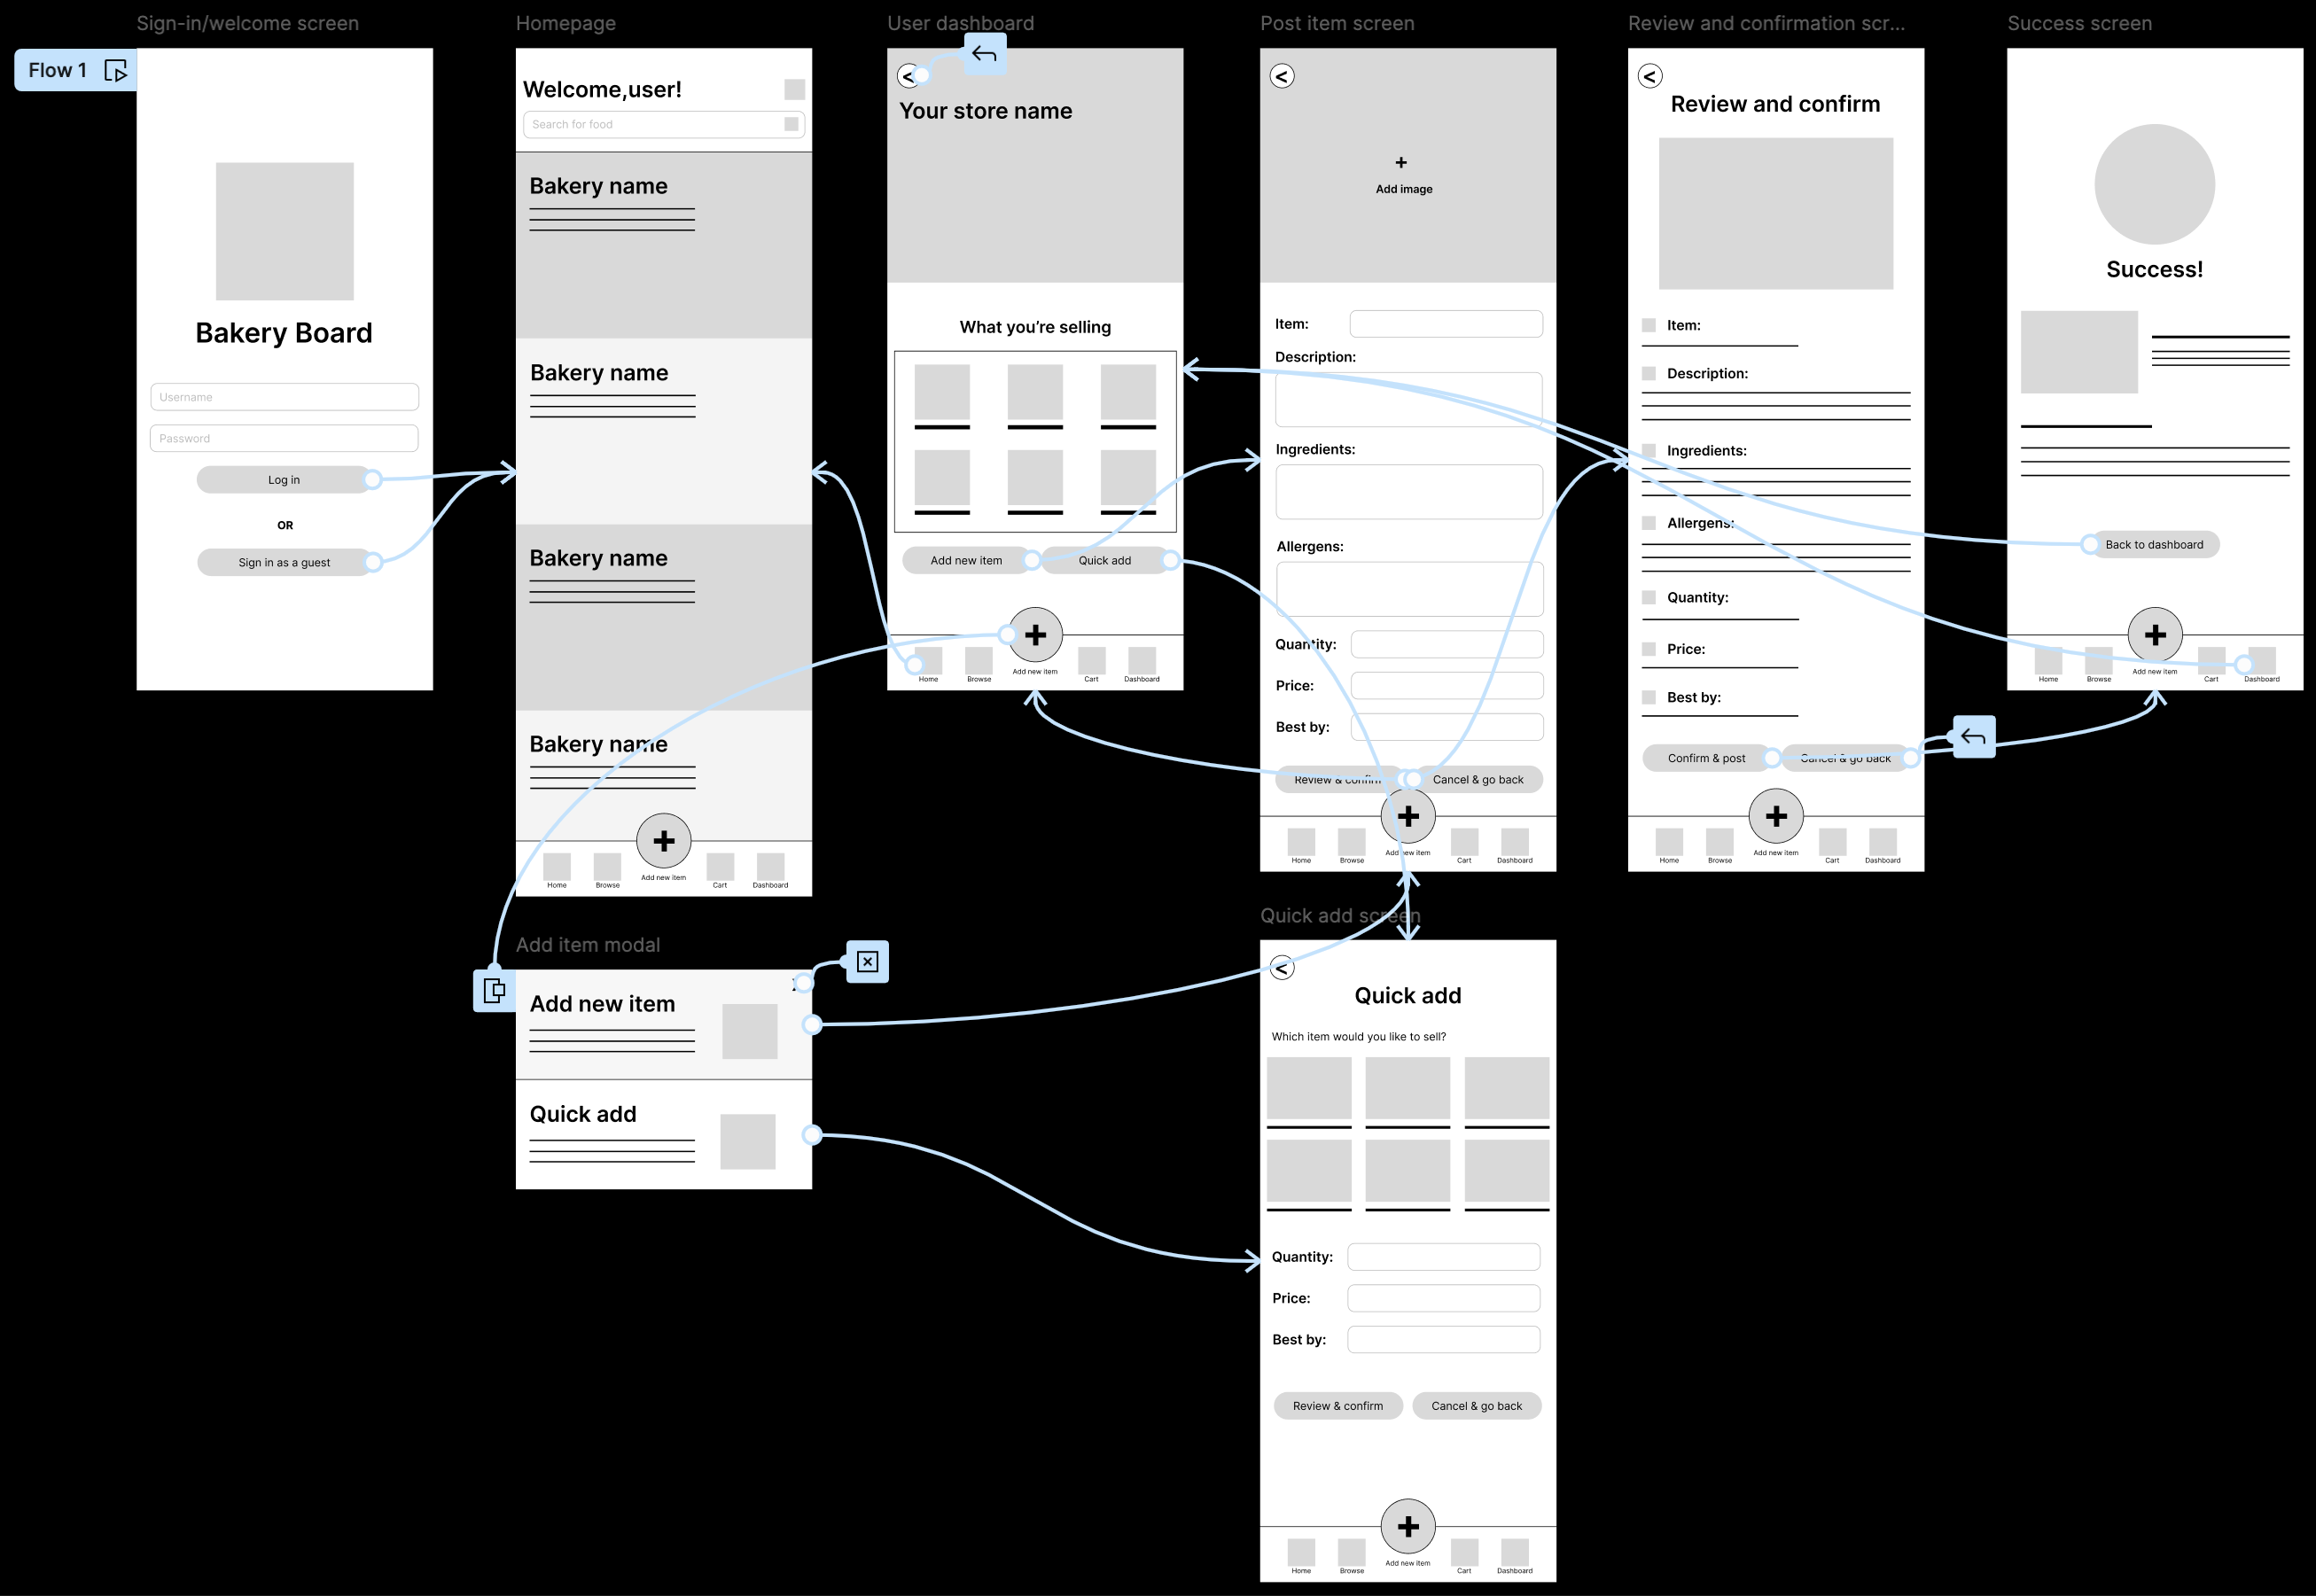 Sign-in/welcome screen
Flow 1
Bakery Board
Username
Password
Log in
OR
Sign in as a guest
Homepage
Welcome,user!
Search for food
Bakery name
Bakery name
Bakery name
Bakery name
Home
Browse
Add new item
Cart
Dashboard
User dashboard
<
Your store name
What you're selling
Add new item
Quick add
+
Home
Browse
Add new item
Cart
Dashboard
Post item screen
<
+
Add image
Item:
Description:
Ingredients:
Allergens:
Quantity:
Price:
Best by:
Review & confirm
Cancel & go back
+
Home
Browse
Add new item
Cart
Dashboard
Review and confirmation scr...
<
Review and confirm
Item:
Description:
Ingredients:
Allergens:
Quantity:
Price:
Best by:
Confirm & post
Cancel & go back
+
Home
Browse
Add new item
Cart
Dashboard
Success screen
Success!
Back to dashboard
+
Home
Browse
Add new item
Cart
Dashboard
Add item modal
Add new item
Quick add
Quick add screen
<
Quick add
Which item would you like to sell?
Quantity:
Price:
Best by:
Review & confirm
Cancel & go back
+
Home
Browse
Add new item
Cart
Dashboard